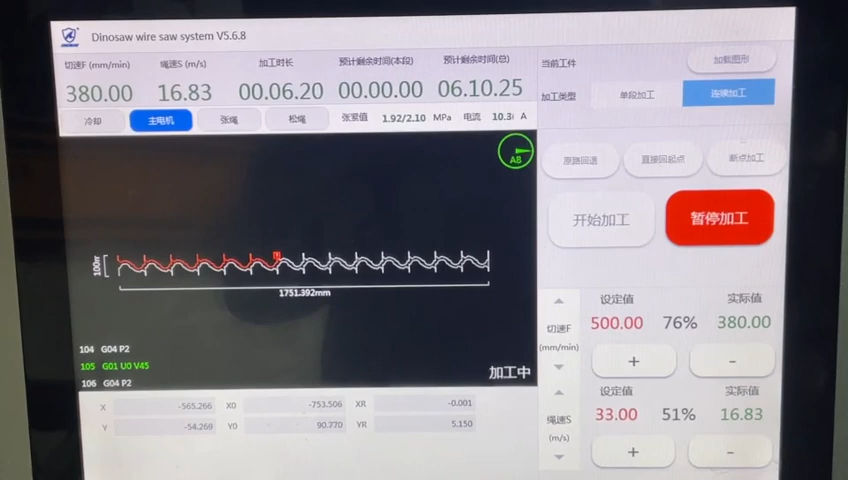 Dinosaw wire saw system V5.6.8
切速F (mm/min) 绳速S (m/s) 加工时长 预计剩余时间(本段) 预计剩余时间(总)
380.00 16.83 00.06.20 00.00.00 06.10.25
冷却 主电机 张绳 松绳 张紧值 1.92/2.10 MPa 电流 A
当前工件 加载图形
加工类型 单段加工 连续加工
AB
原路回退 直接回起点 断点加工
开始加工 暂停加工
1751.392mm
104 G04 P2
105 G01 U0 V45
106 G04 P2
加工中
X -565.266 X0 -753.506 XR -0.001
Y -54.269 Y0 90.770 YR 5.150
设定值 实际值
切速F (mm/min) 500.00 76% 380.00
+ -
设定值 实际值
绳速S (m/s) 33.00 51% 16.83
+ -